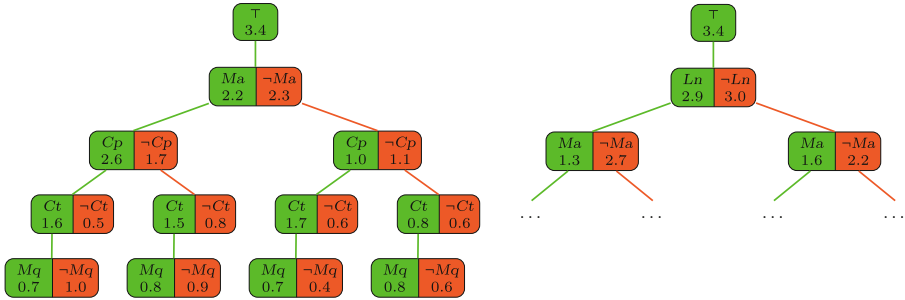 ⊤ ⊤
3.4 3.4
Ma ¬Ma Ln ¬Ln
2.2 2.3 2.9 3.0
Cp ¬Cp Cp ¬Cp Ma ¬Ma Ma ¬Ma
2.6 1.7 1.0 1.1 1.3 2.7 1.6 2.2
Ct ¬Ct Ct ¬Ct Ct ¬Ct Ct ¬Ct
1.6 0.5 1.5 0.8 1.7 0.6 0.8 0.6
... ... ... ...
Mq ¬Mq Mq ¬Mq Mq ¬Mq Mq ¬Mq
0.7 1.0 0.8 0.9 0.7 0.4 0.8 0.6